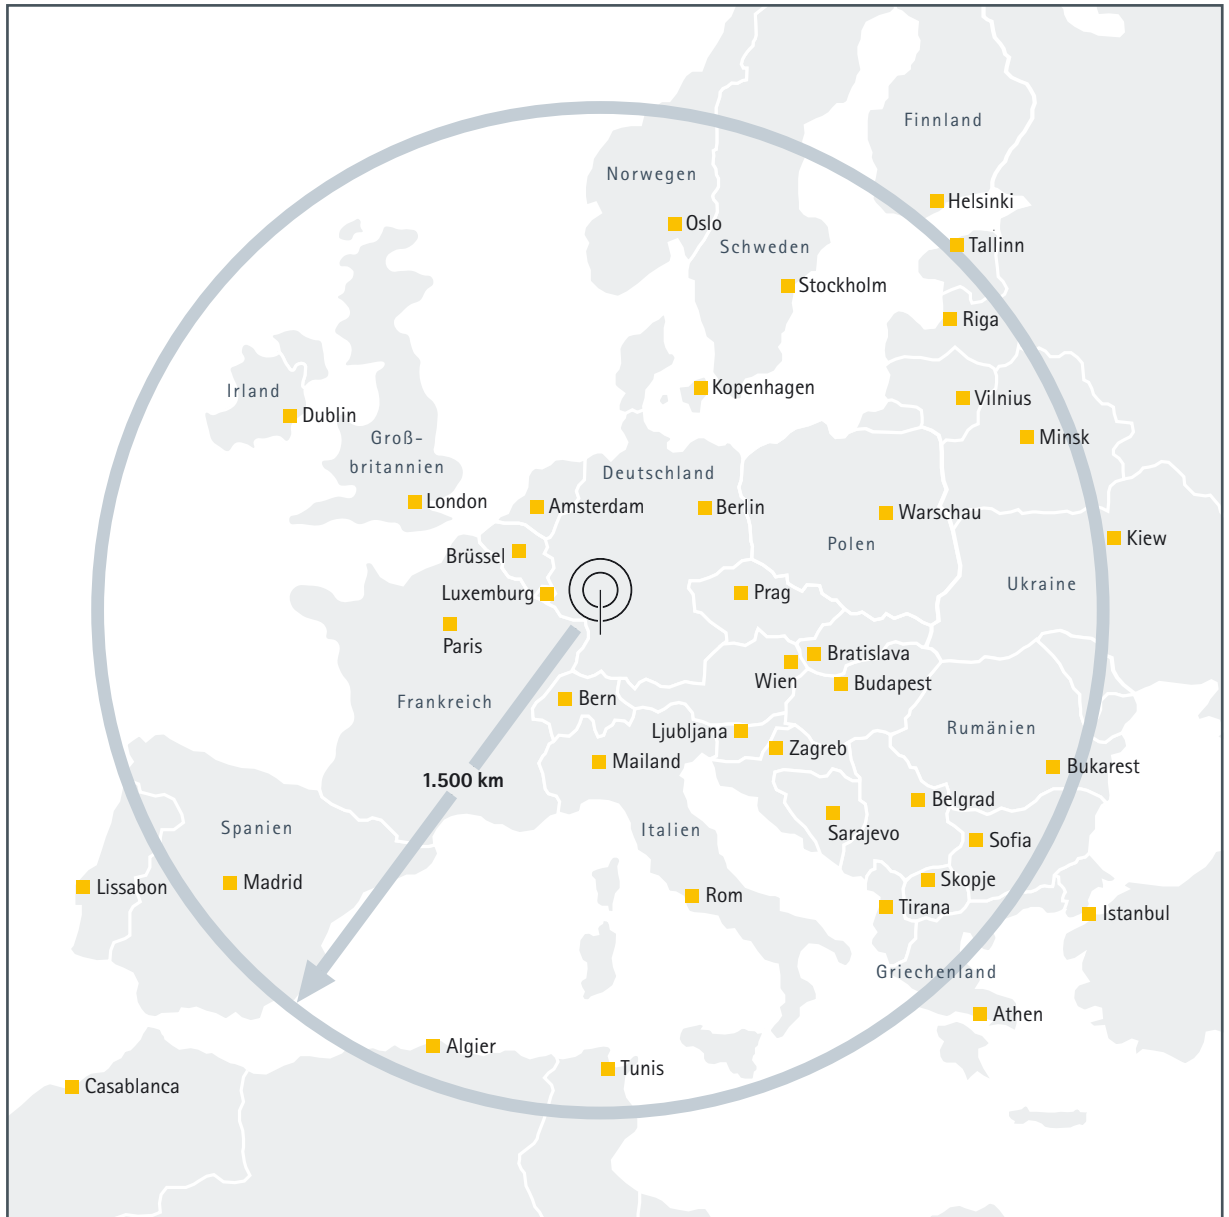 Finnland
Norwegen
Helsinki
Oslo
Tallinn
Schweden
Stockholm
Riga
Kopenhagen
Irland
Vilnius
Dublin
Groß-
britannien
Minsk
Deutschland
London
Amsterdam
Berlin
Warschau
Kiew
Polen
Brüssel
Ukraine
Luxemburg
Prag
Paris
Bratislava
Wien
Budapest
Frankreich
Bern
Ljubljana
Rumänien
Zagreb
Mailand
Bukarest
1.500 km
Belgrad
Spanien
Italien
Sarajevo
Sofia
Skopje
Madrid
Lissabon
Rom
Tirana
Istanbul
Griechenland
Athen
Algier
Tunis
Casablanca